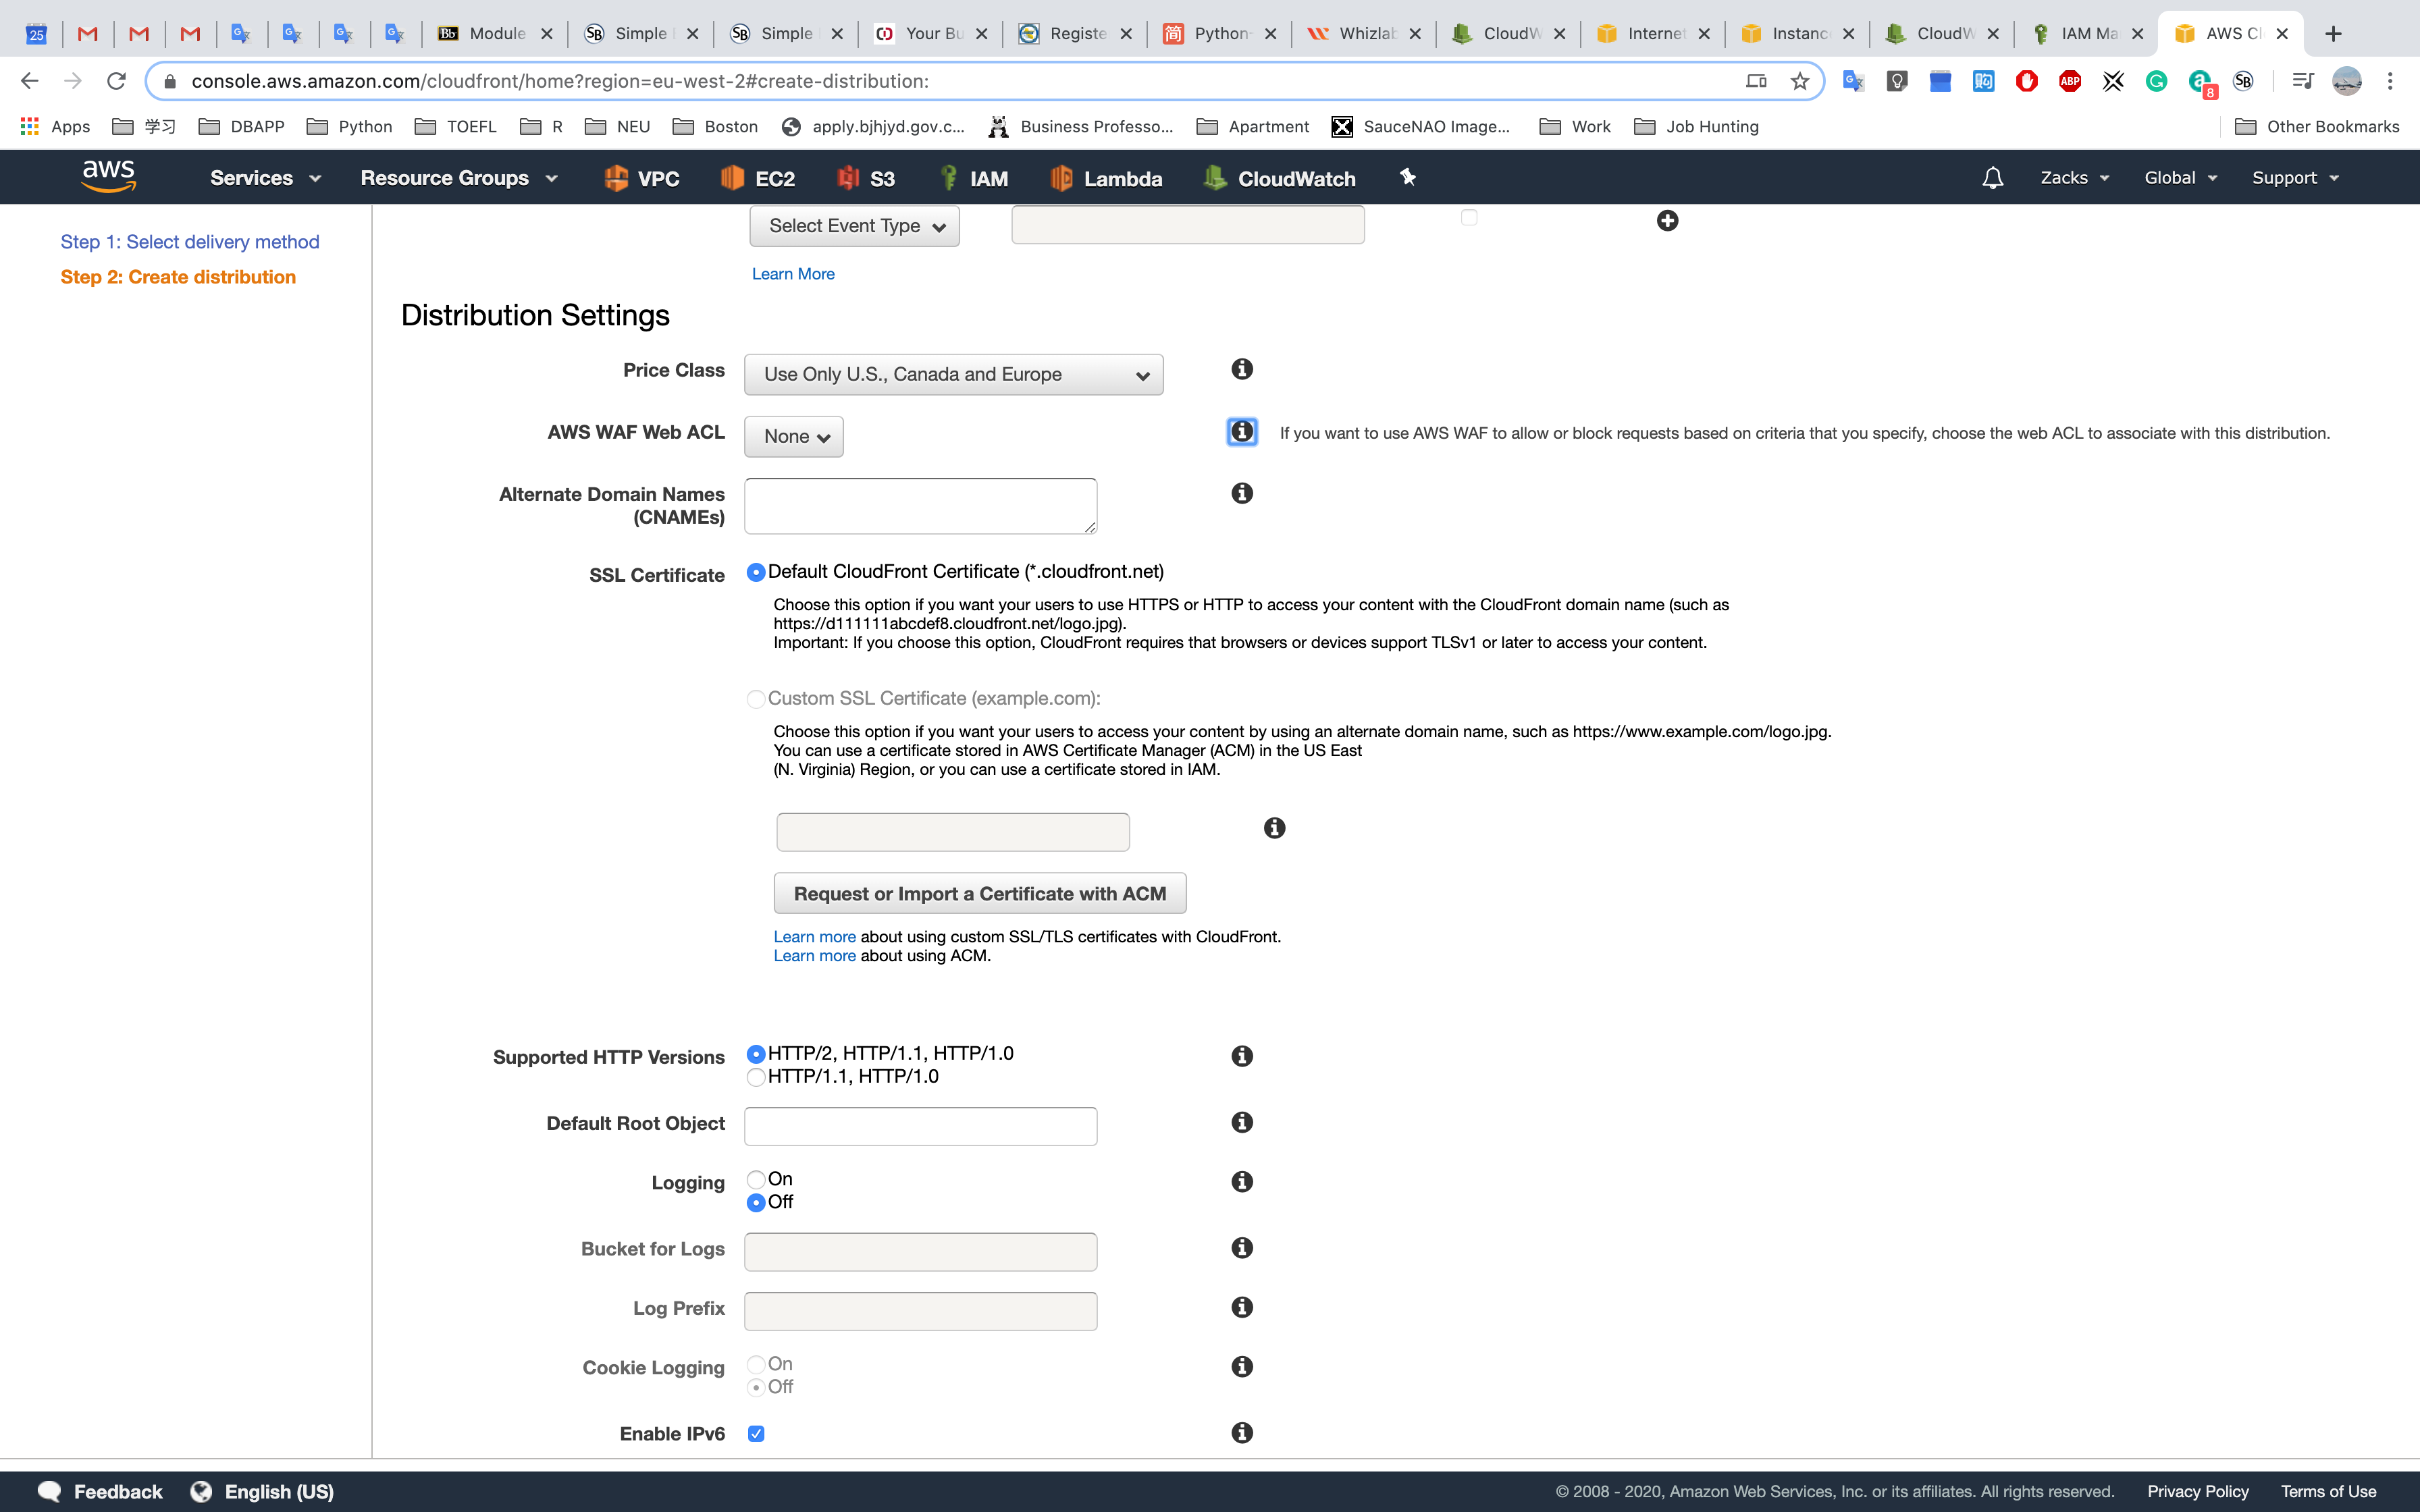 25
Module
Simple
Simple
Your Bu
Registe
Python-
Whizlab
CloudW
Internet
Instanc
CloudW
IAM Ma
AWS Cl
console.aws.amazon.com/cloudfront/home?region=eu-west-2#create-distribution:
ABP
8
SB
Apps
学习
DBAPP
Python
TOEFL
R
NEU
Boston
apply.bjhjyd.gov.c...
Business Professo...
Apartment
SauceNAO Image...
Work
Job Hunting
Other Bookmarks
aws
Services
Resource Groups
VPC
EC2
S3
IAM
Lambda
CloudWatch
Zacks
Global
Support
Step 1: Select delivery method
Step 2: Create distribution
Select Event Type
Learn More
Distribution Settings
Price Class
Use Only U.S., Canada and Europe
AWS WAF Web ACL
None
If you want to use AWS WAF to allow or block requests based on criteria that you specify, choose the web ACL to associate with this distribution.
Alternate Domain Names
(CNAMEs)
SSL Certificate
Default CloudFront Certificate (*.cloudfront.net)
Choose this option if you want your users to use HTTPS or HTTP to access your content with the CloudFront domain name (such as
https://d111111abcdef8.cloudfront.net/logo.jpg).
Important: If you choose this option, CloudFront requires that browsers or devices support TLSv1 or later to access your content.
Custom SSL Certificate (example.com):
Choose this option if you want your users to access your content by using an alternate domain name, such as https://www.example.com/logo.jpg.
You can use a certificate stored in AWS Certificate Manager (ACM) in the US East
(N. Virginia) Region, or you can use a certificate stored in IAM.
Request or Import a Certificate with ACM
Learn more about using custom SSL/TLS certificates with CloudFront.
Learn more about using ACM.
Supported HTTP Versions
HTTP/2, HTTP/1.1, HTTP/1.0
HTTP/1.1, HTTP/1.0
Default Root Object
Logging
On
Off
Bucket for Logs
Log Prefix
Cookie Logging
On
Off
Enable IPv6
Feedback
English (US)
© 2008 - 2020, Amazon Web Services, Inc. or its affiliates. All rights reserved.
Privacy Policy
Terms of Use